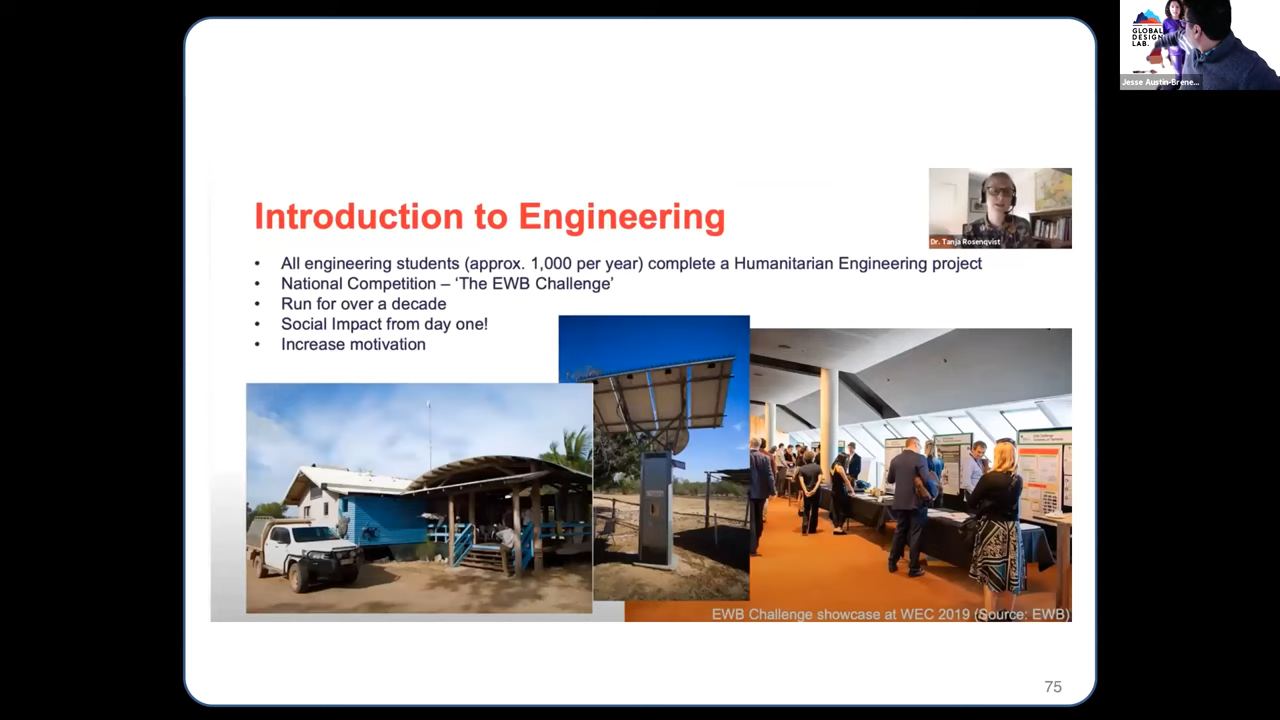 GLOBAL
DESIGN
LAB.
Jesse Austin-Brene...
Introduction to Engineering
Dr. Tanja Rosenqvist
• All engineering students (approx. 1,000 per year) complete a Humanitarian Engineering project
• National Competition – ‘The EWB Challenge’
• Run for over a decade
• Social Impact from day one!
• Increase motivation
EWB Challenge showcase at WEC 2019 (Source: EWB)
75